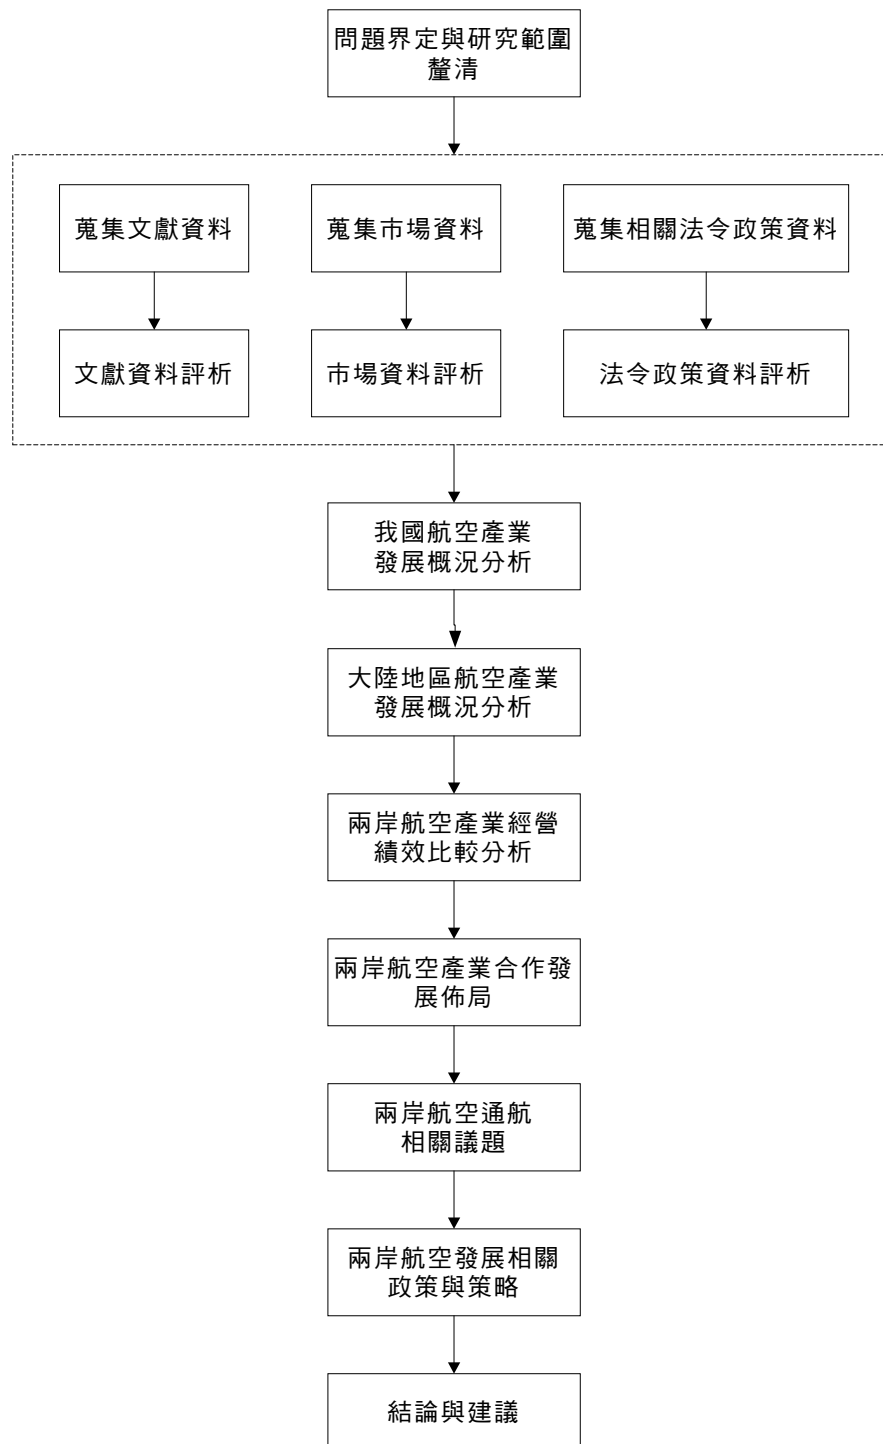 問題界定與研究範圍
釐清
蒐集文獻資料
蒐集市場資料
蒐集相關法令政策資料
文獻資料評析
市場資料評析
法令政策資料評析
我國航空產業
發展概況分析
大陸地區航空產業
發展概況分析
兩岸航空產業經營
績效比較分析
兩岸航空產業合作發
展佈局
兩岸航空通航
相關議題
兩岸航空發展相關
政策與策略
結論與建議